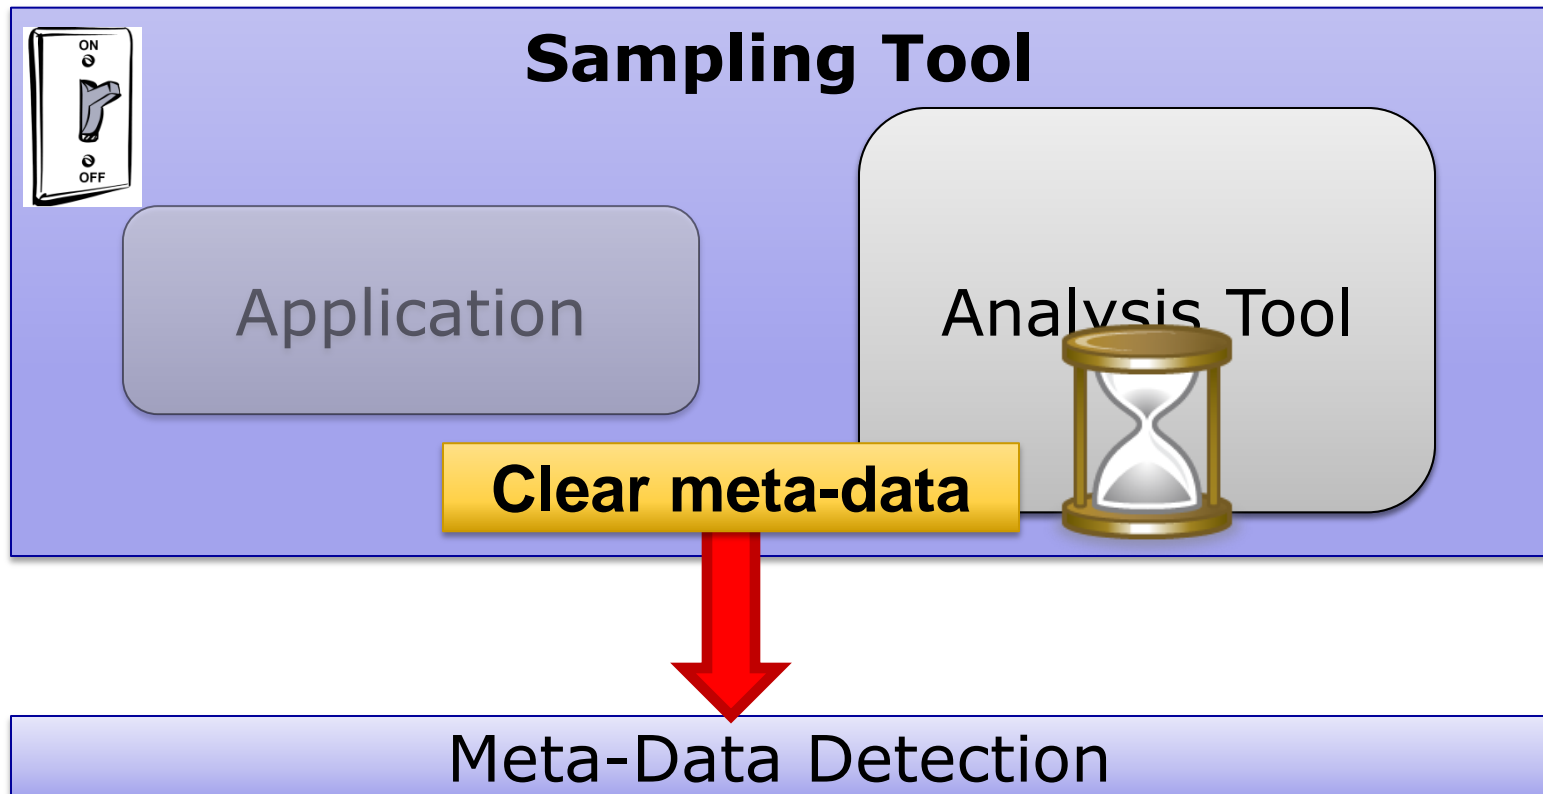 Sampling Tool
ON
OFF
Application
Analysis Tool
Clear meta-data
Meta-Data Detection